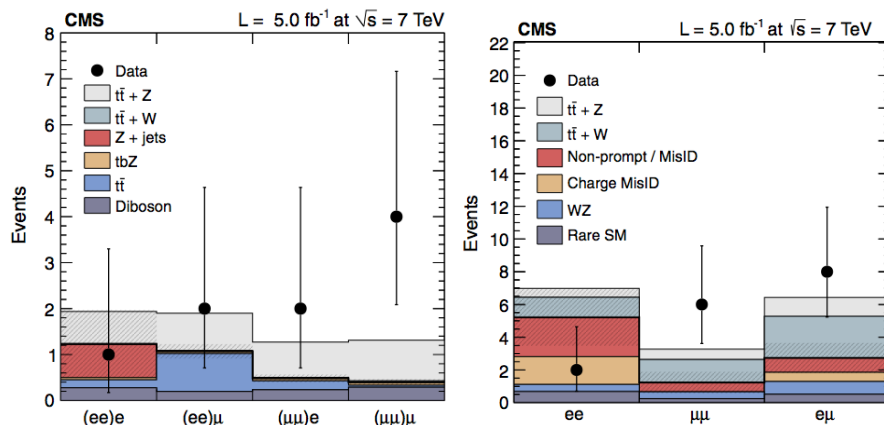 CMS L = 5.0 fb⁻¹ at √s = 7 TeV
Events
8
7
6
5
4
3
2
1
0
Data
tt̄ + Z
tt̄ + W
Z + jets
tbZ
tt̄
Diboson
(ee)e (ee)μ (μμ)e (μμ)μ
CMS L = 5.0 fb⁻¹ at √s = 7 TeV
Events
22
20
18
16
14
12
10
8
6
4
2
0
Data
tt̄ + Z
tt̄ + W
Non-prompt / MisID
Charge MisID
WZ
Rare SM
ee μμ eμ